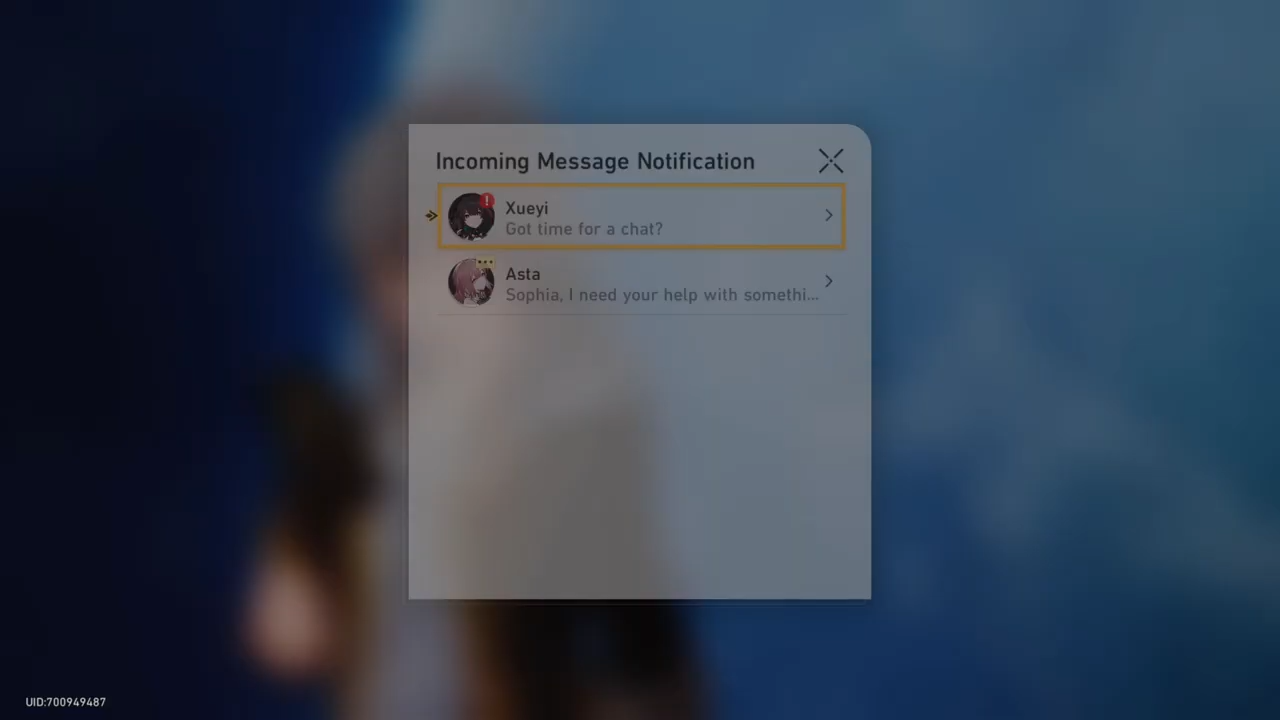 Incoming Message Notification
Xueyi
Got time for a chat?
Asta
Sophia, I need your help with somethi...
UID:700949487